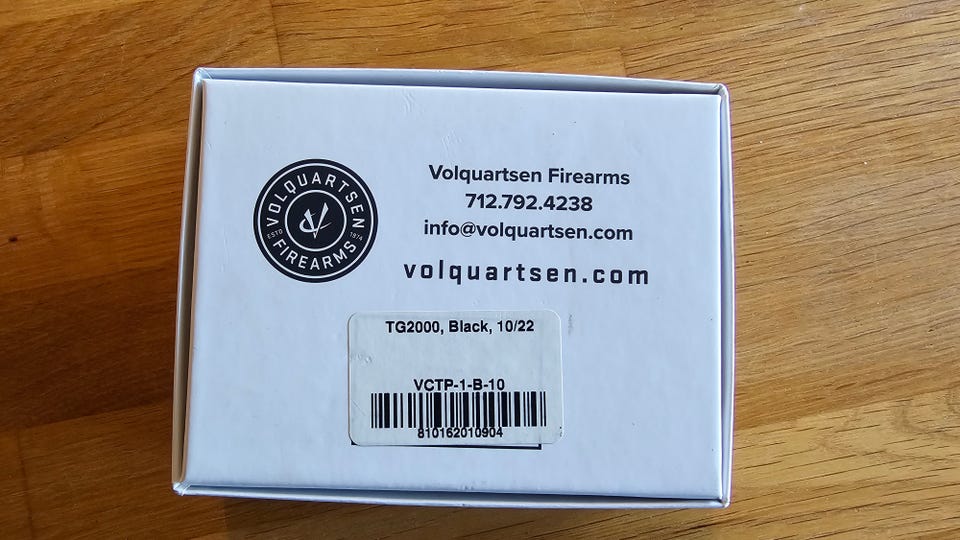 VOLQUARTSEN
ESTD 1974
FIREARMS
Volquartsen Firearms
712.792.4238
info@volquartsen.com
volquartsen.com
TG2000, Black, 10/22
VCTP-1-B-10
810162010904